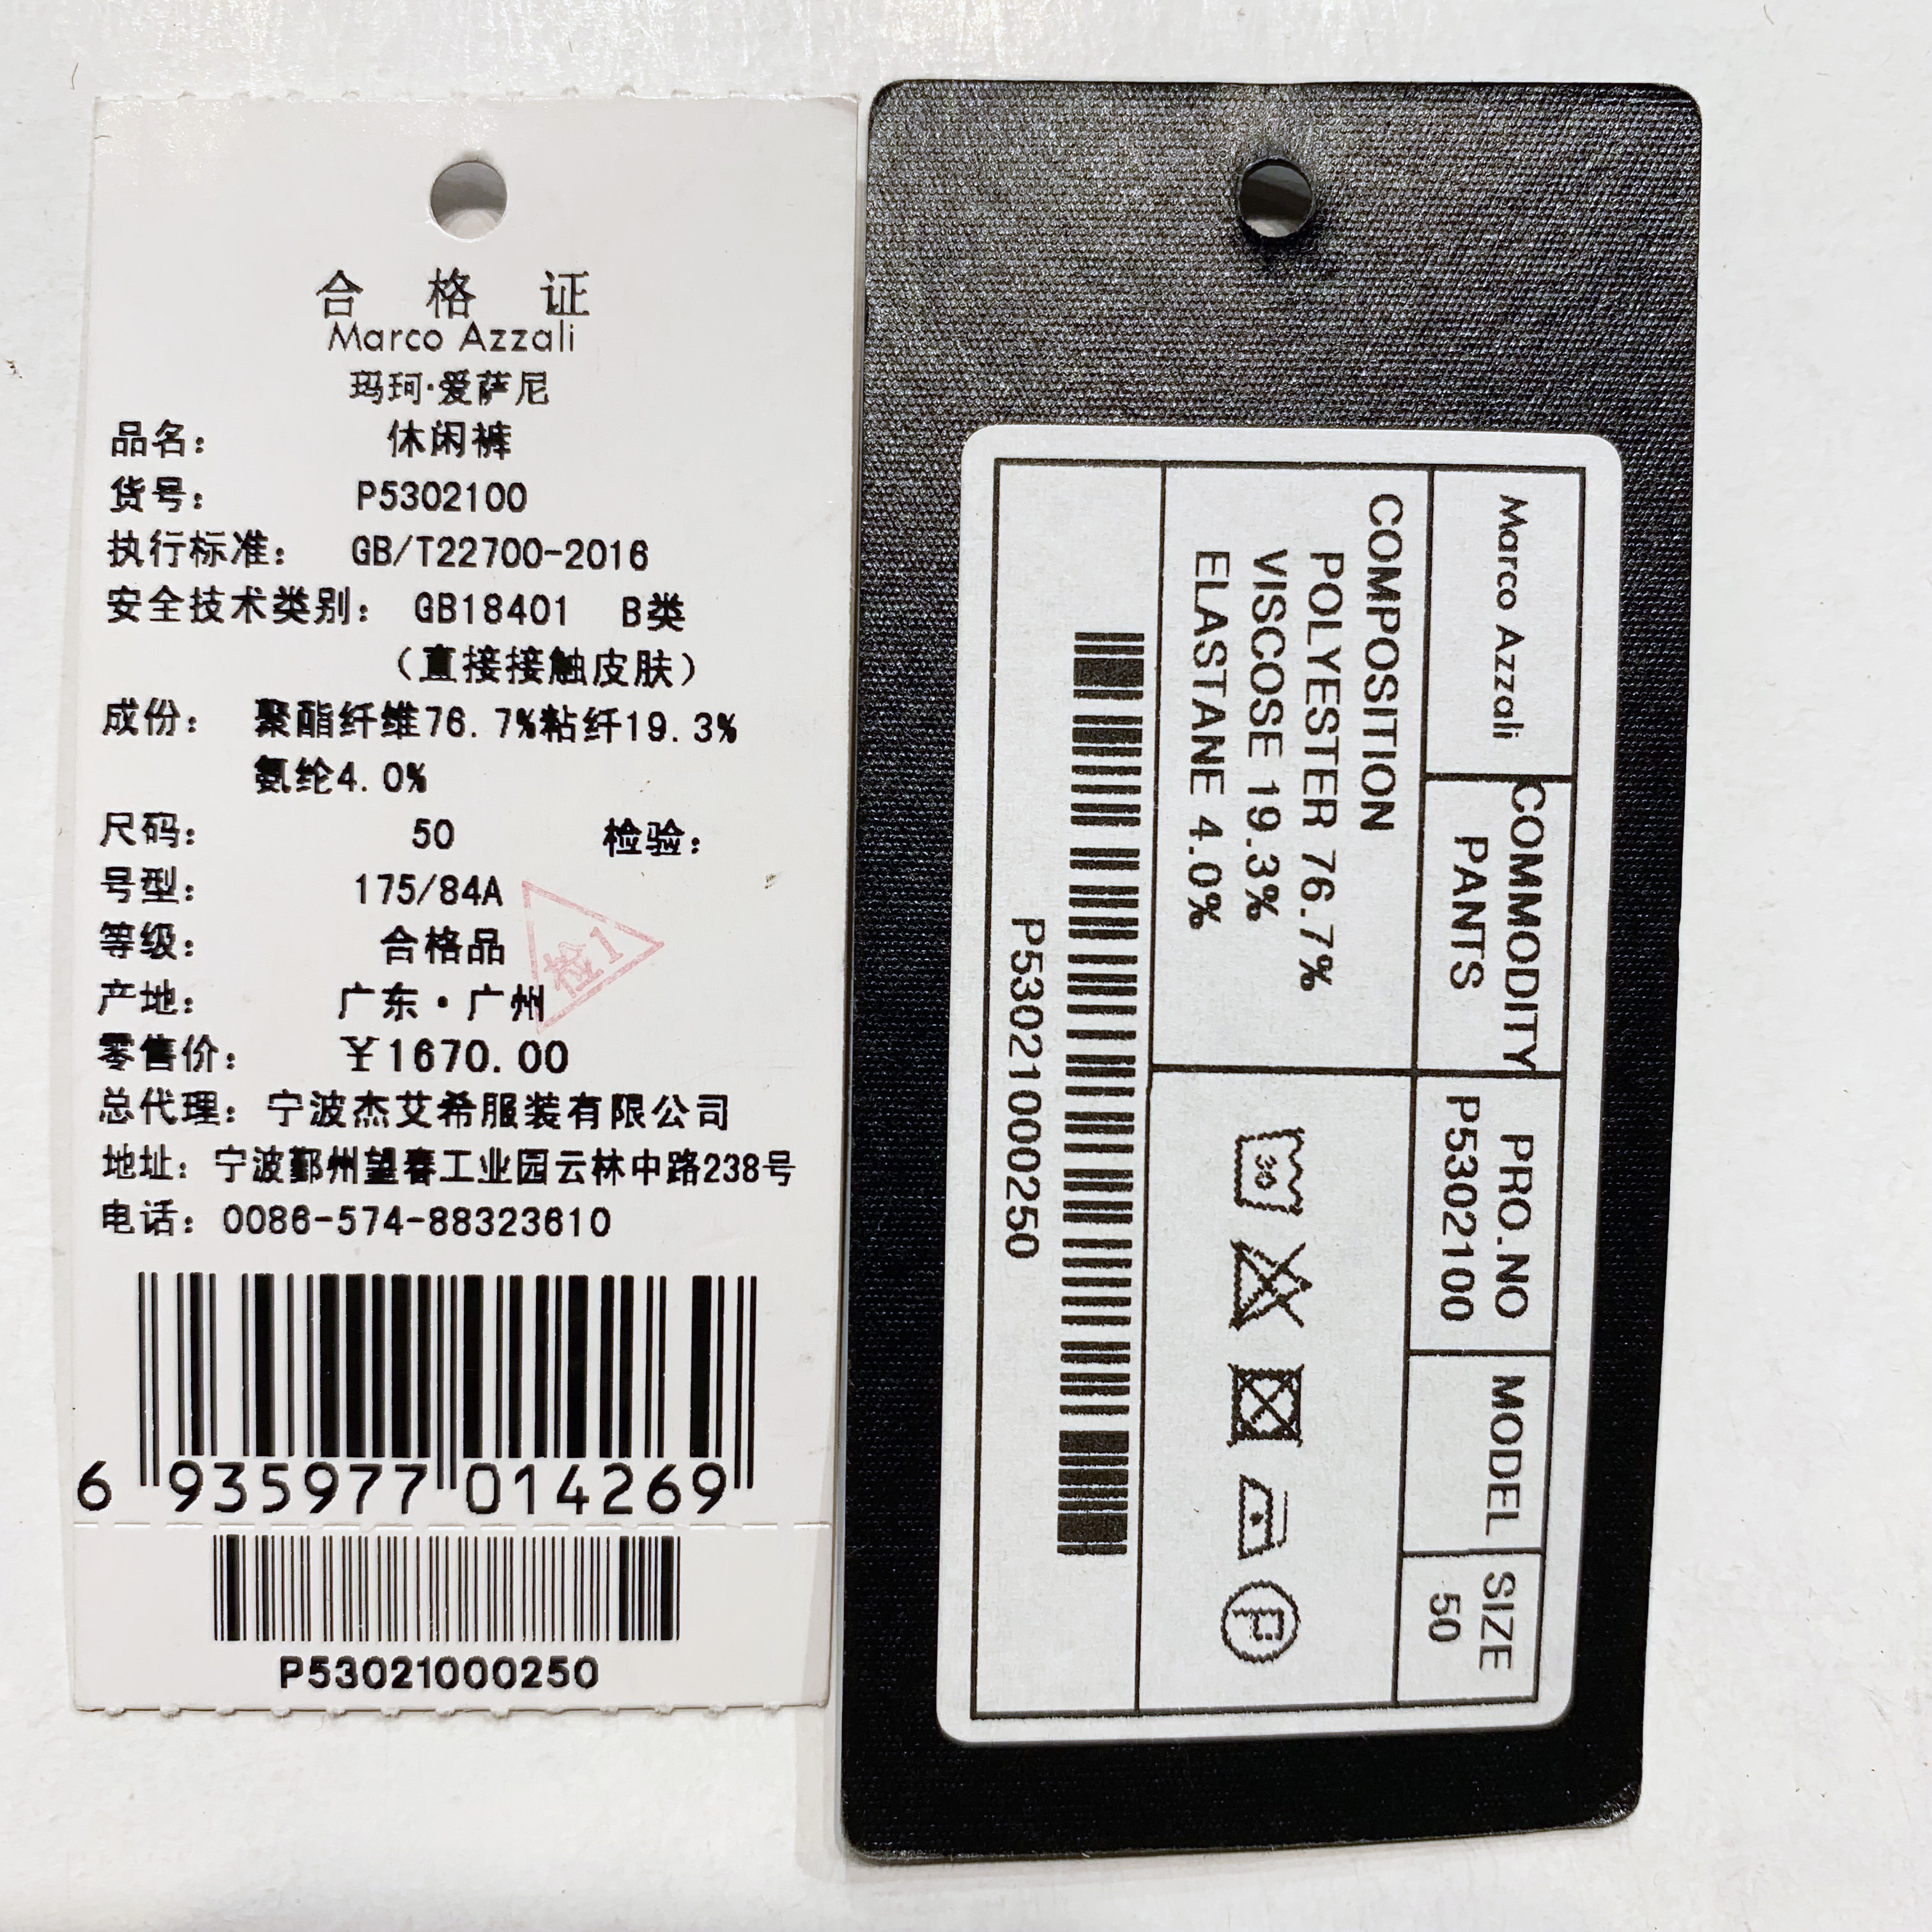 合 格 证
Marco Azzali
玛珂·爱萨尼
品名： 休闲裤
货号： P5302100
执行标准： GB/T22700-2016
安全技术类别： GB18401 B类
（直接接触皮肤）
成份： 聚酯纤维76.7%粘纤19.3%
氨纶4.0%
尺码： 50 检验：
号型： 175/84A
等级： 合格品
检1
产地： 广东·广州
零售价： ￥1670.00
总代理：宁波杰艾希服装有限公司
地址：宁波鄞州望春工业园云林中路238号
电话：0086-574-88323610
6 935977 014269
P53021000250
Marco Azzali
COMMODITY
PANTS
PRO.NO
P5302100
MODEL
SIZE
50
COMPOSITION
POLYESTER 76.7%
VISCOSE 19.3%
ELASTANE 4.0%
30
P
P53021000250